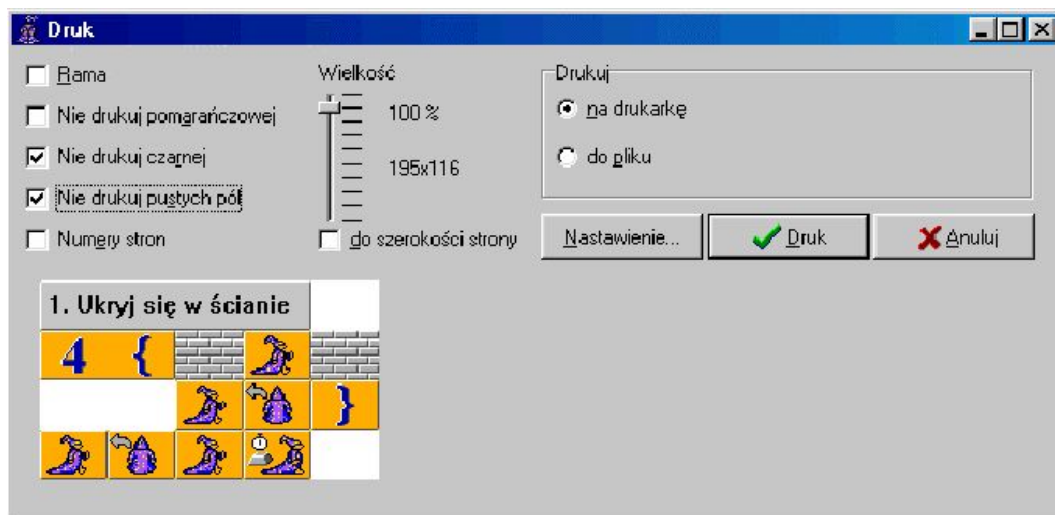 Druk
Rama
Nie drukuj pomarańczowej
Nie drukuj czarnej
Nie drukuj pustych pól
Numery stron
Wielkość
100 %
195x116
do szerokości strony
Drukuj
na drukarkę
do pliku
Nastawienie...
Druk
Anuluj
1. Ukryj się w ścianie
4 {
}